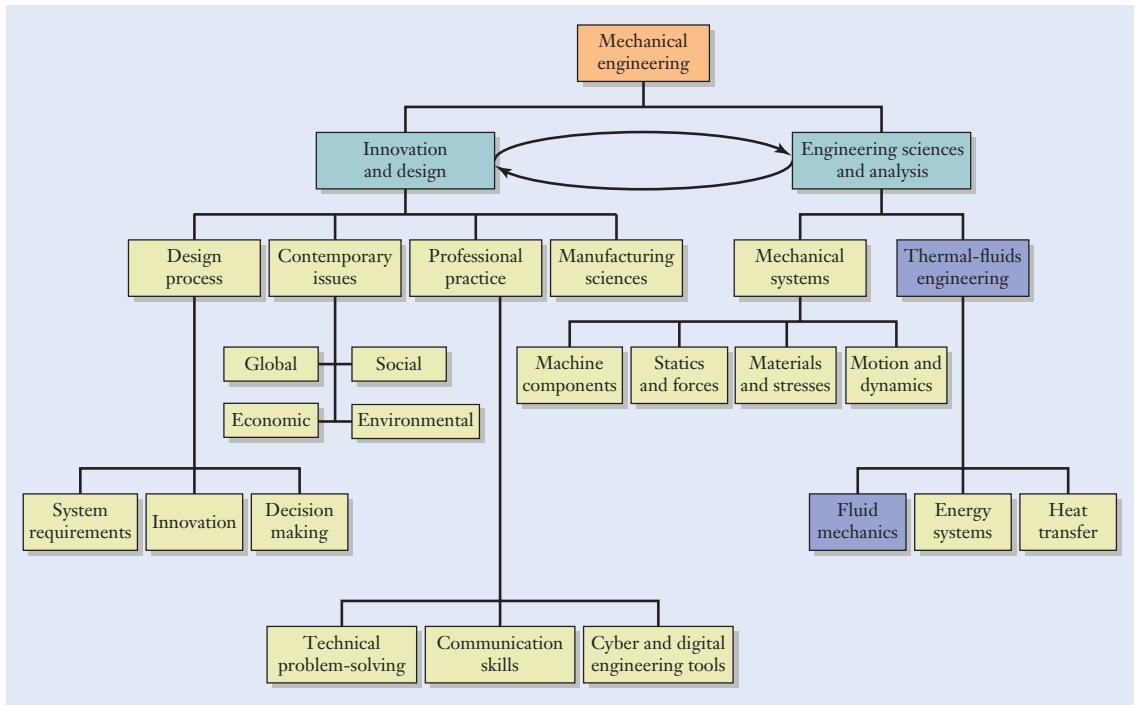 Mechanical
engineering
Innovation
and design
Engineering sciences
and analysis
Design
process
Contemporary
issues
Professional
practice
Manufacturing
sciences
Mechanical
systems
Thermal-fluids
engineering
Global
Social
Economic
Environmental
Machine
components
Statics
and forces
Materials
and stresses
Motion and
dynamics
System
requirements
Innovation
Decision
making
Fluid
mechanics
Energy
systems
Heat
transfer
Technical
problem-solving
Communication
skills
Cyber and digital
engineering tools